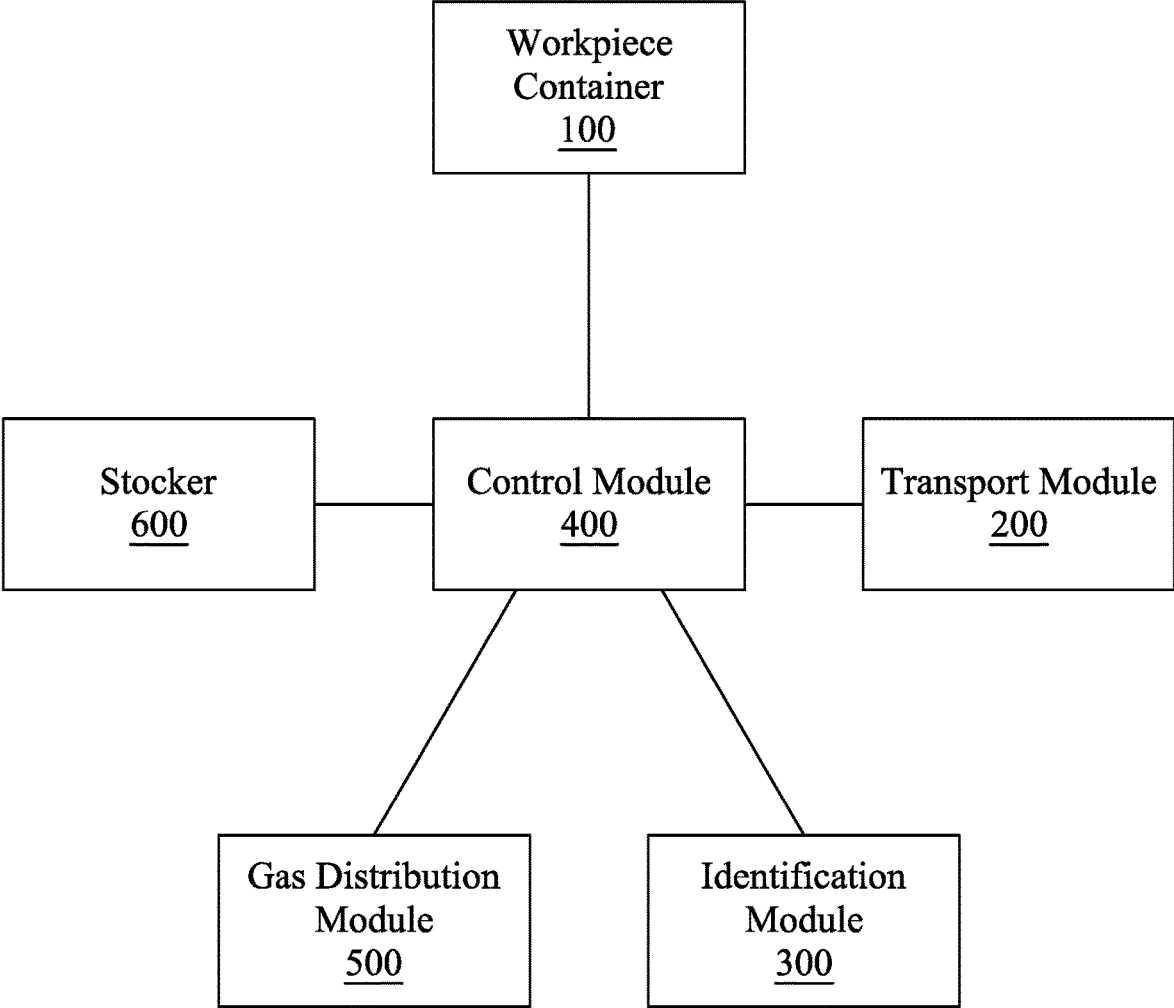 Workpiece
Container
100
Stocker
600
Control Module
400
Transport Module
200
Gas Distribution
Module
500
Identification
Module
300